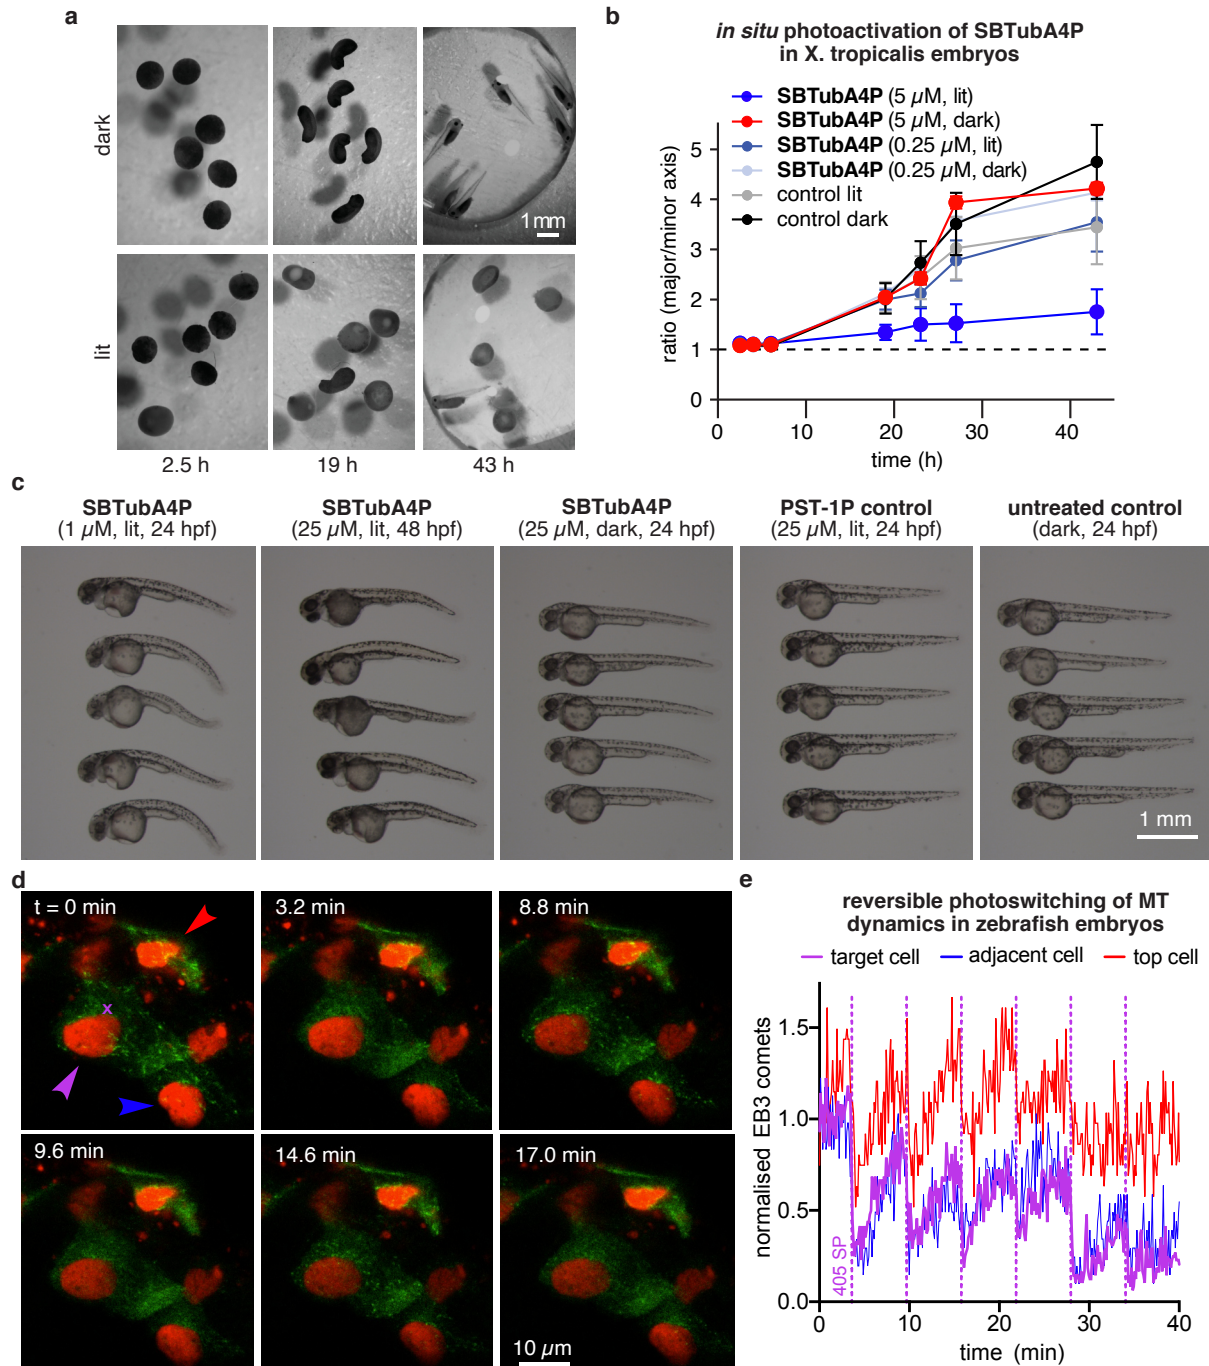 a
dark
lit
1 mm
2.5 h
19 h
43 h
b
in situ photoactivation of SBTubA4P
in X. tropicalis embryos
SBTubA4P (5 µM, lit)
SBTubA4P (5 µM, dark)
SBTubA4P (0.25 µM, lit)
SBTubA4P (0.25 µM, dark)
control lit
control dark
ratio (major/minor axis)
5
4
3
2
1
0
0
10
20
30
40
time (h)
c
SBTubA4P
(1 µM, lit, 24 hpf)
SBTubA4P
(25 µM, lit, 48 hpf)
SBTubA4P
(25 µM, dark, 24 hpf)
PST-1P control
(25 µM, lit, 24 hpf)
untreated control
(dark, 24 hpf)
1 mm
d
t = 0 min
x
3.2 min
8.8 min
9.6 min
14.6 min
17.0 min
10 µm
e
reversible photoswitching of MT
dynamics in zebrafish embryos
target cell
adjacent cell
top cell
normalised EB3 comets
1.5
1.0
0.5
0.0
405 SP
0
10
20
30
40
time (min)